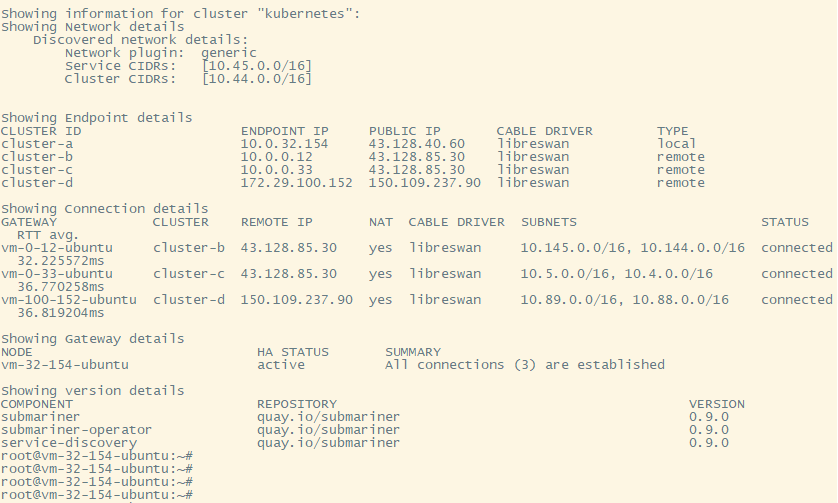 Showing information for cluster "kubernetes":
Showing Network details
    Discovered network details:
        Network plugin:  generic
        Service CIDRs:   [10.45.0.0/16]
        Cluster CIDRs:   [10.44.0.0/16]
Showing Endpoint details
CLUSTER ID                    ENDPOINT IP     PUBLIC IP       CABLE DRIVER        TYPE
cluster-a                     10.0.32.154     43.128.40.60    libreswan           local
cluster-b                     10.0.0.12       43.128.85.30    libreswan           remote
cluster-c                     10.0.0.33       43.128.85.30    libreswan           remote
cluster-d                     172.29.100.152  150.109.237.90  libreswan           remote
Showing Connection details
GATEWAY            CLUSTER    REMOTE IP       NAT  CABLE DRIVER  SUBNETS                       STATUS
  RTT avg.
vm-0-12-ubuntu     cluster-b  43.128.85.30    yes  libreswan     10.145.0.0/16, 10.144.0.0/16  connected
  32.225572ms
vm-0-33-ubuntu     cluster-c  43.128.85.30    yes  libreswan     10.5.0.0/16, 10.4.0.0/16      connected
  36.770258ms
vm-100-152-ubuntu  cluster-d  150.109.237.90  yes  libreswan     10.89.0.0/16, 10.88.0.0/16    connected
  36.819204ms
Showing Gateway details
NODE                            HA STATUS       SUMMARY
vm-32-154-ubuntu                active          All connections (3) are established
Showing version details
COMPONENT                       REPOSITORY                                            VERSION
submariner                      quay.io/submariner                                    0.9.0
submariner-operator             quay.io/submariner                                    0.9.0
service-discovery               quay.io/submariner                                    0.9.0
root@vm-32-154-ubuntu:~#
root@vm-32-154-ubuntu:~#
root@vm-32-154-ubuntu:~#
root@vm-32-154-ubuntu:~#